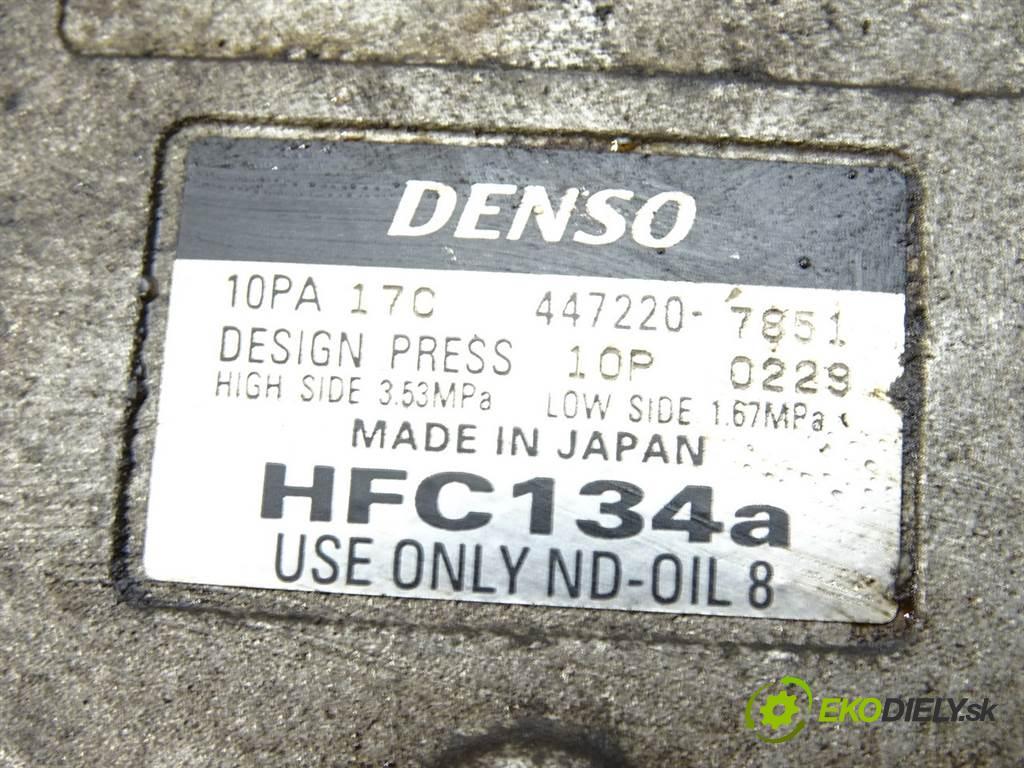 DENSO
10PA 17C 447220-7851
DESIGN PRESS 10P 0229
HIGH SIDE 3.53MPa LOW SIDE 1.67MPa
MADE IN JAPAN
HFC134a
USE ONLY ND-OIL 8
EKODIELY.sk